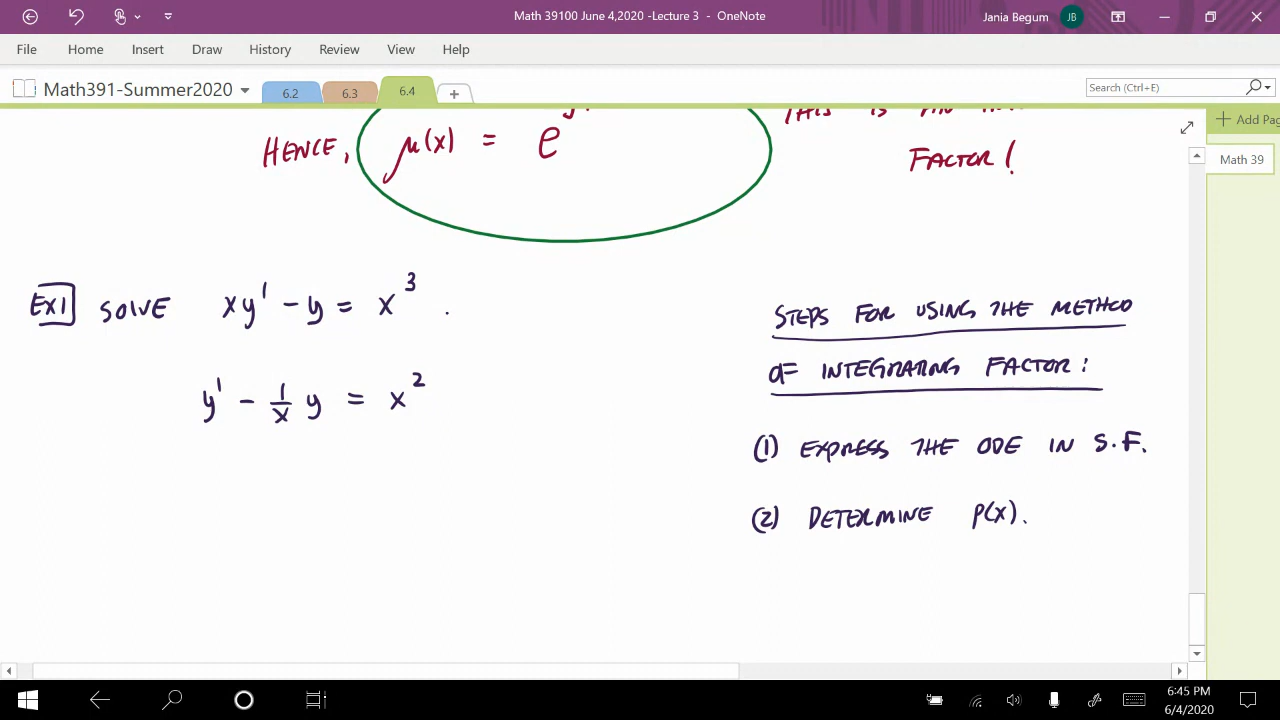 Math 39100 June 4,2020 -Lecture 3 - OneNote
Jania Begum JB
File Home Insert Draw History Review View Help
Math391-Summer2020
6.2 6.3 6.4
Search (Ctrl+E)
Add Pag
Math 39
HENCE, μ(x) = e
FACTOR!
EX1 SOLVE xy' - y = x^3 .
y' - 1/x y = x^2
STEPS FOR USING THE METHOD
OF INTEGRATING FACTOR:
(1) EXPRESS THE ODE IN S.F.
(2) DETERMINE P(X).
6:45 PM
6/4/2020